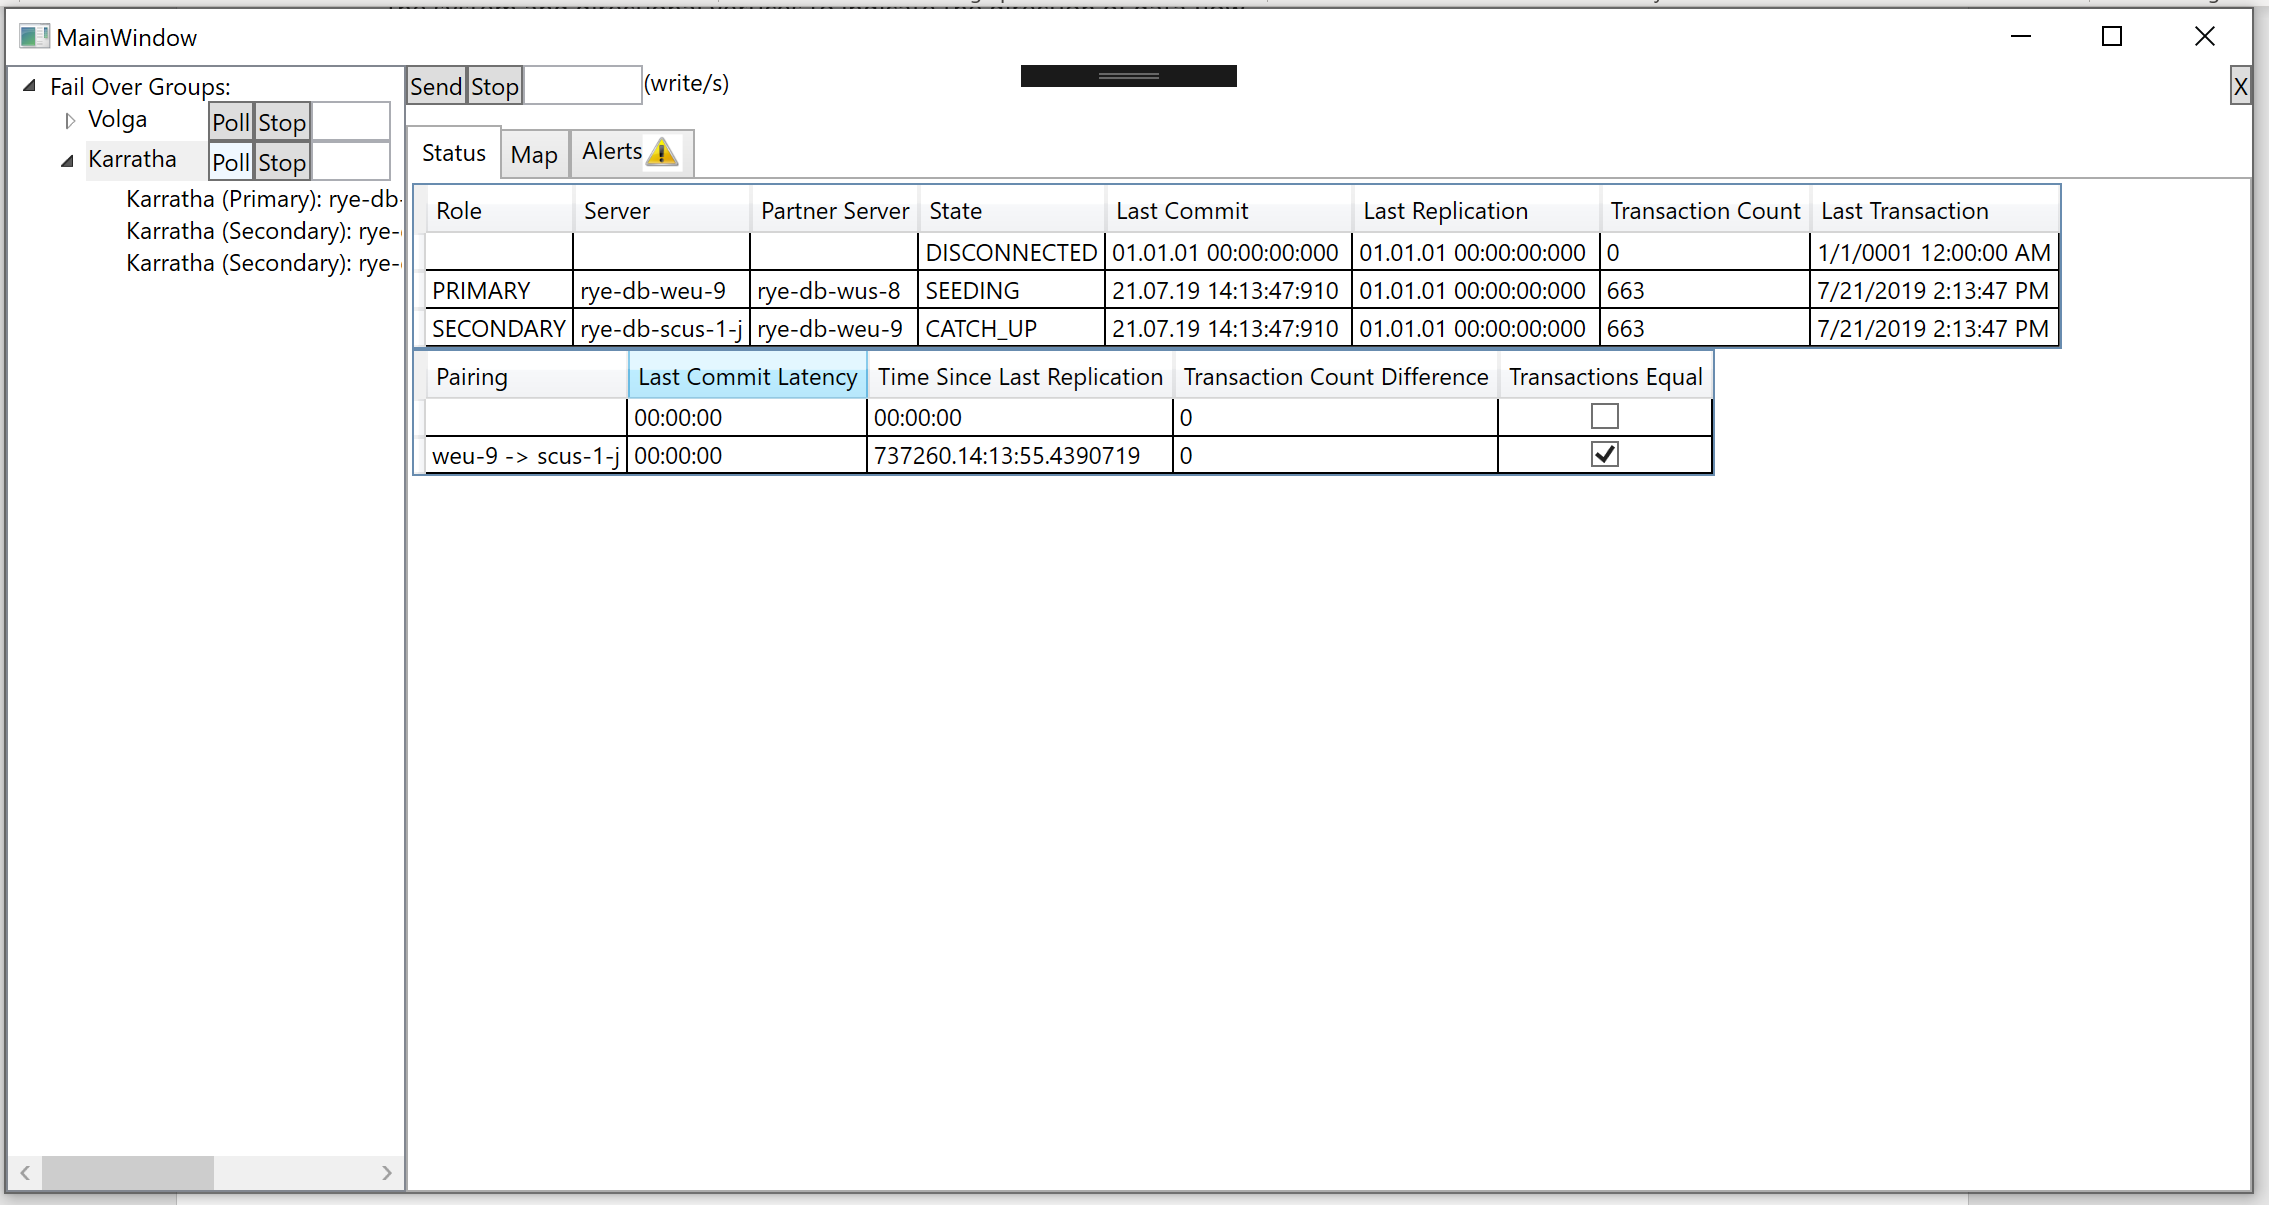 MainWindow
Fail Over Groups:
Volga Poll Stop
Karratha Poll Stop
Karratha (Primary): rye-db-
Karratha (Secondary): rye-
Karratha (Secondary): rye-
Send Stop (write/s) X
Status Map Alerts
Role Server Partner Server State Last Commit Last Replication Transaction Count Last Transaction
DISCONNECTED 01.01.01 00:00:00:000 01.01.01 00:00:00:000 0 1/1/0001 12:00:00 AM
PRIMARY rye-db-weu-9 rye-db-wus-8 SEEDING 21.07.19 14:13:47:910 01.01.01 00:00:00:000 663 7/21/2019 2:13:47 PM
SECONDARY rye-db-scus-1-j rye-db-weu-9 CATCH_UP 21.07.19 14:13:47:910 01.01.01 00:00:00:000 663 7/21/2019 2:13:47 PM
Pairing Last Commit Latency Time Since Last Replication Transaction Count Difference Transactions Equal
00:00:00 00:00:00 0
weu-9 -> scus-1-j 00:00:00 737260.14:13:55.4390719 0